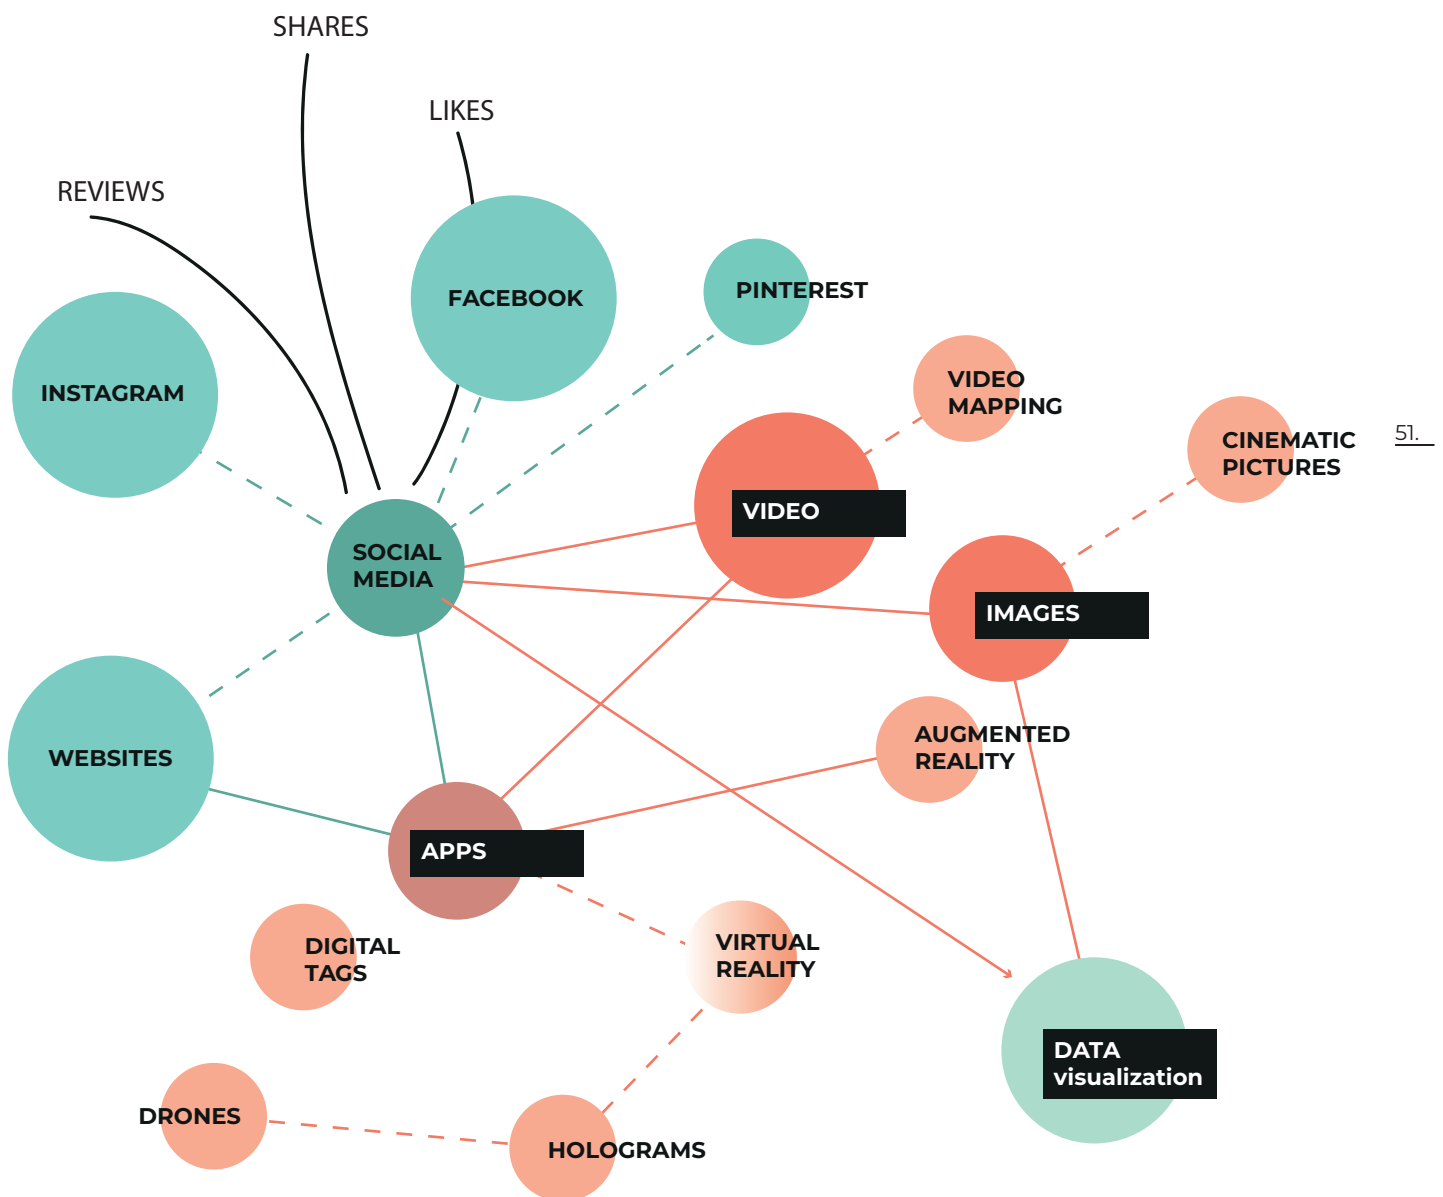 SHARES
LIKES
REVIEWS
FACEBOOK
PINTEREST
INSTAGRAM
VIDEO
MAPPING
CINEMATIC
PICTURES
51.
VIDEO
SOCIAL
MEDIA
IMAGES
AUGMENTED
REALITY
WEBSITES
APPS
DIGITAL
TAGS
VIRTUAL
REALITY
DATA
visualization
DRONES
HOLOGRAMS